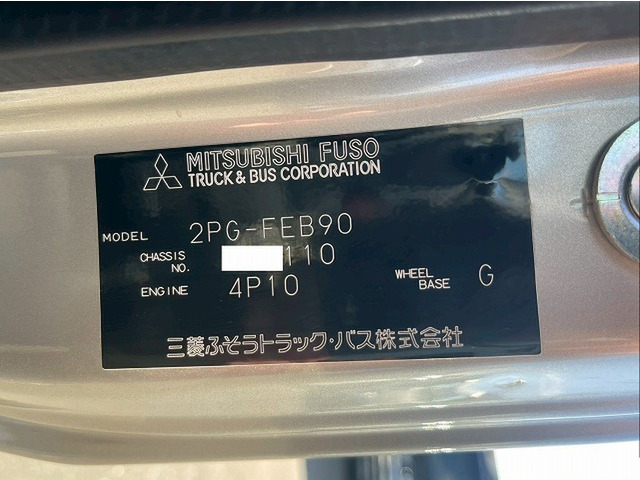 MITSUBISHI FUSO
TRUCK & BUS CORPORATION
MODEL 2PG-FEB90
CHASSIS NO. 110
ENGINE 4P10 WHEEL BASE G
三菱ふそうトラック・バス株式会社